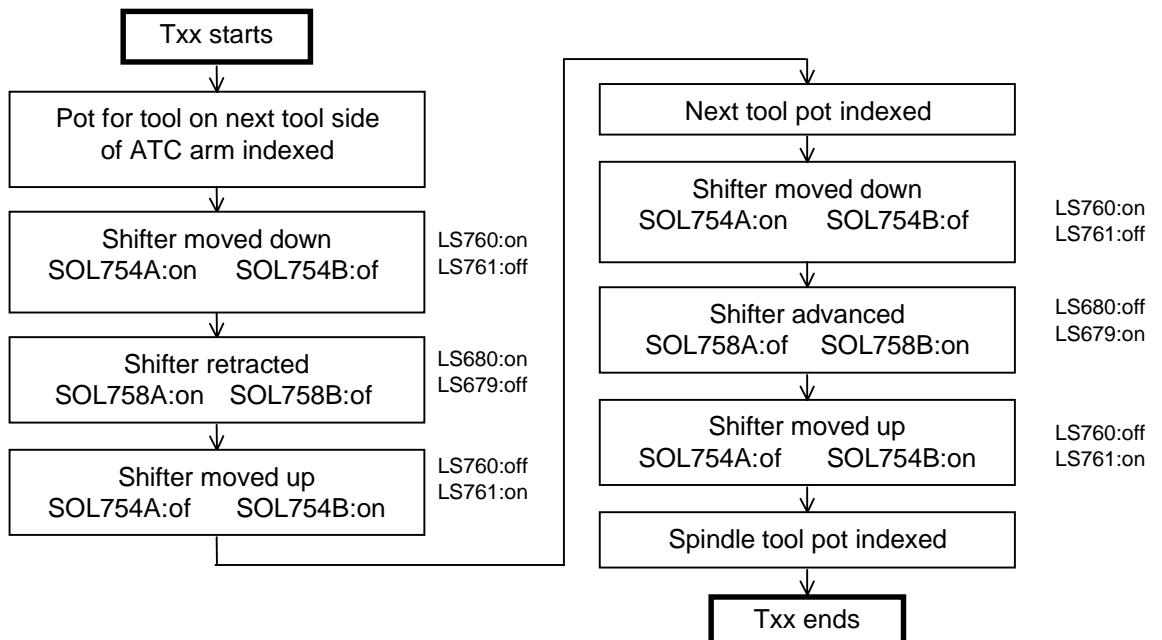 Txx starts
Pot for tool on next tool side
of ATC arm indexed
Shifter moved down
SOL754A:on SOL754B:of
LS760:on
LS761:off
Shifter retracted
SOL758A:on SOL758B:of
LS680:on
LS679:off
Shifter moved up
SOL754A:of SOL754B:on
LS760:off
LS761:on
Next tool pot indexed
Shifter moved down
SOL754A:on SOL754B:of
LS760:on
LS761:off
Shifter advanced
SOL758A:of SOL758B:on
LS680:off
LS679:on
Shifter moved up
SOL754A:of SOL754B:on
LS760:off
LS761:on
Spindle tool pot indexed
Txx ends